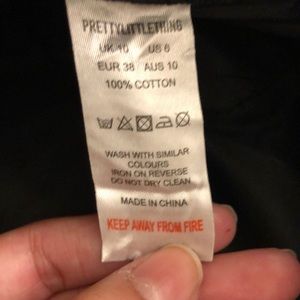 PRETTYLITTLETHING
UK 10 US 6
EUR 38 AUS 10
100% COTTON
WASH WITH SIMILAR
COLOURS
IRON ON REVERSE
DO NOT DRY CLEAN
MADE IN CHINA
KEEP AWAY FROM FIRE